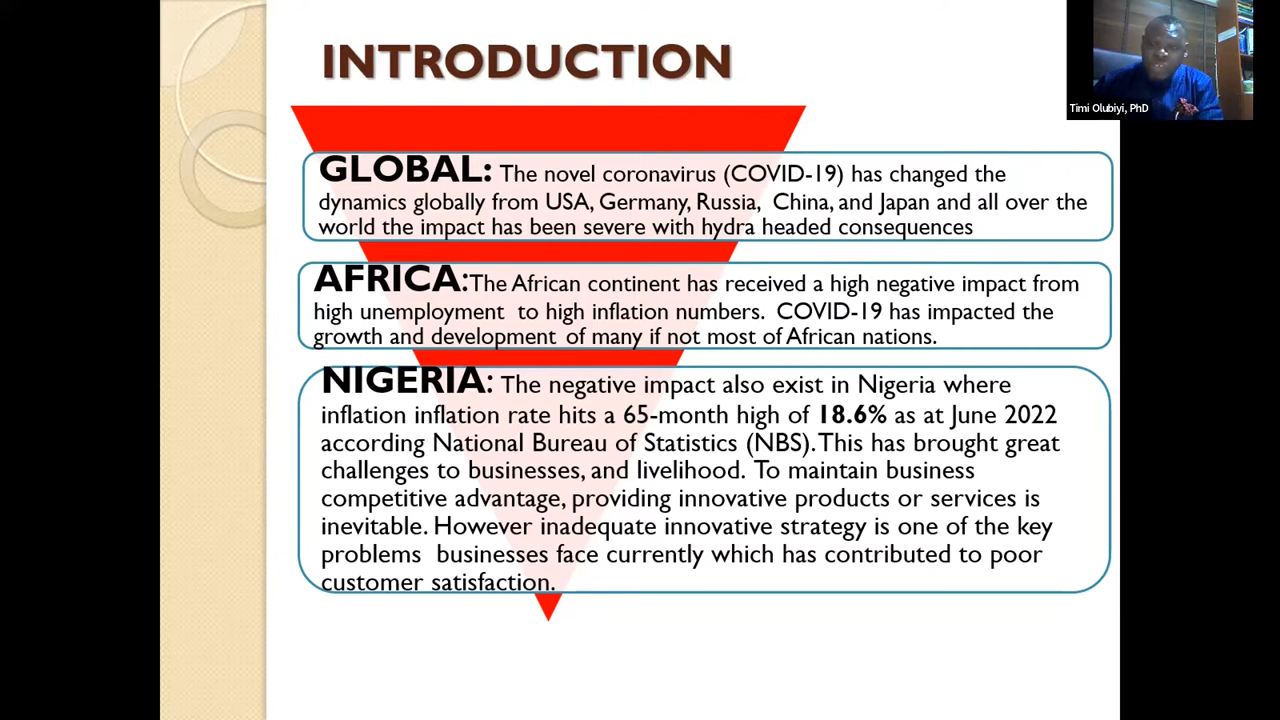 INTRODUCTION
Timi Olubiyi, PhD
GLOBAL: The novel coronavirus (COVID-19) has changed the
dynamics globally from USA, Germany, Russia, China, and Japan and all over the
world the impact has been severe with hydra headed consequences
AFRICA:The African continent has received a high negative impact from
high unemployment to high inflation numbers. COVID-19 has impacted the
growth and development of many if not most of African nations.
NIGERIA: The negative impact also exist in Nigeria where
inflation inflation rate hits a 65-month high of 18.6% as at June 2022
according National Bureau of Statistics (NBS). This has brought great
challenges to businesses, and livelihood. To maintain business
competitive advantage, providing innovative products or services is
inevitable. However inadequate innovative strategy is one of the key
problems businesses face currently which has contributed to poor
customer satisfaction.